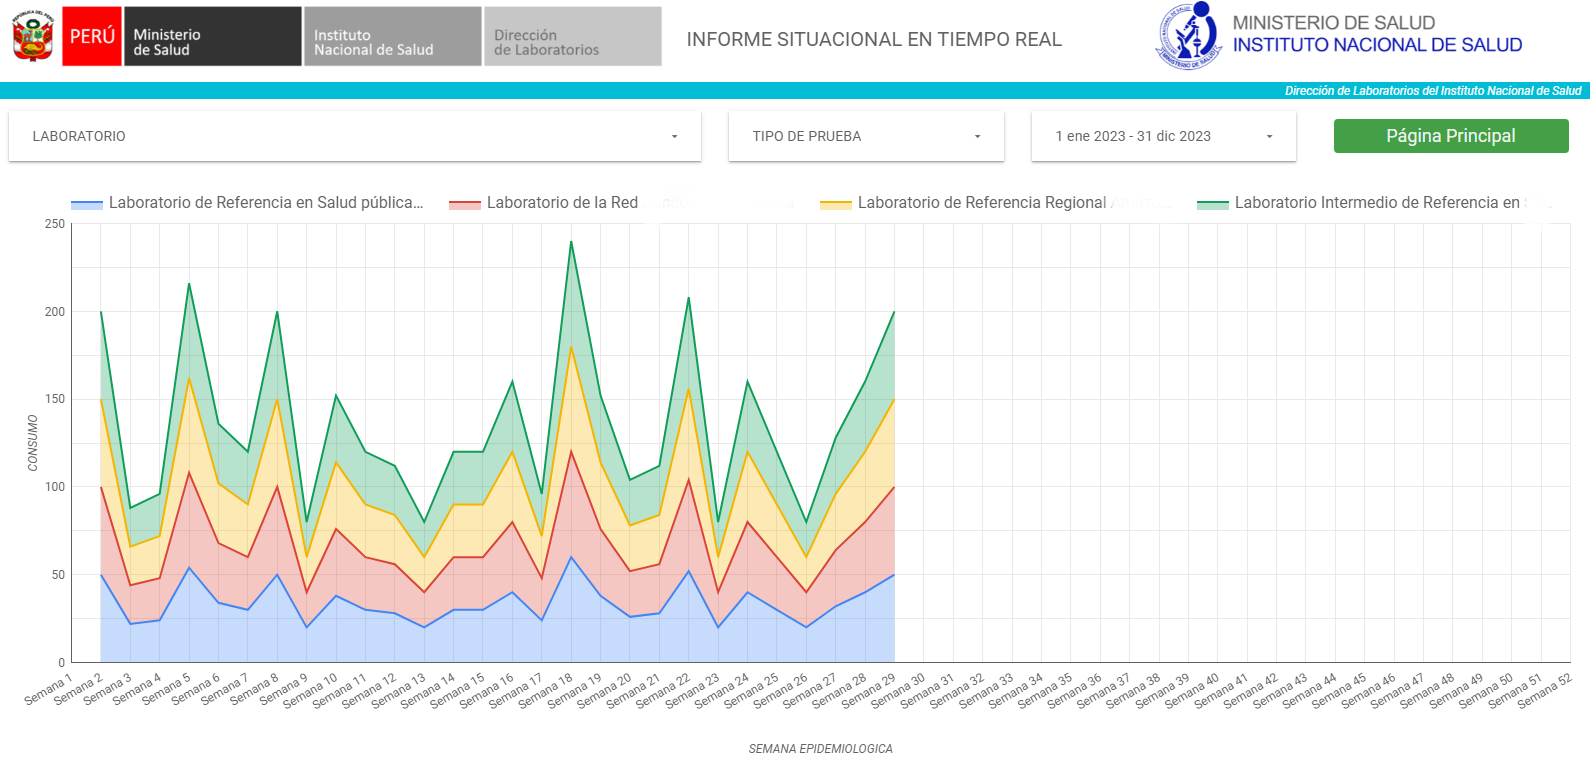 REPÚBLICA DEL PERÚ
PERÚ
Ministerio
de Salud
Instituto
Nacional de Salud
Dirección
de Laboratorios
INFORME SITUACIONAL EN TIEMPO REAL
MINISTERIO DE SALUD
INSTITUTO NACIONAL DE SALUD
Dirección de Laboratorios del Instituto Nacional de Salud
LABORATORIO
TIPO DE PRUEBA
1 ene 2023 - 31 dic 2023
Página Principal
Laboratorio de Referencia en Salud pública...
Laboratorio de la Red
Laboratorio de Referencia Regional
Laboratorio Intermedio de Referencia en
250
200
150
100
50
0
CONSUMO
Semana 1
Semana 2
Semana 3
Semana 4
Semana 5
Semana 6
Semana 7
Semana 8
Semana 9
Semana 10
Semana 11
Semana 12
Semana 13
Semana 14
Semana 15
Semana 16
Semana 17
Semana 18
Semana 19
Semana 20
Semana 21
Semana 22
Semana 23
Semana 24
Semana 25
Semana 26
Semana 27
Semana 28
Semana 29
Semana 30
Semana 31
Semana 32
Semana 33
Semana 34
Semana 35
Semana 36
Semana 37
Semana 38
Semana 39
Semana 40
Semana 41
Semana 42
Semana 43
Semana 44
Semana 45
Semana 46
Semana 47
Semana 48
Semana 49
Semana 50
Semana 51
Semana 52
SEMANA EPIDEMIOLOGICA